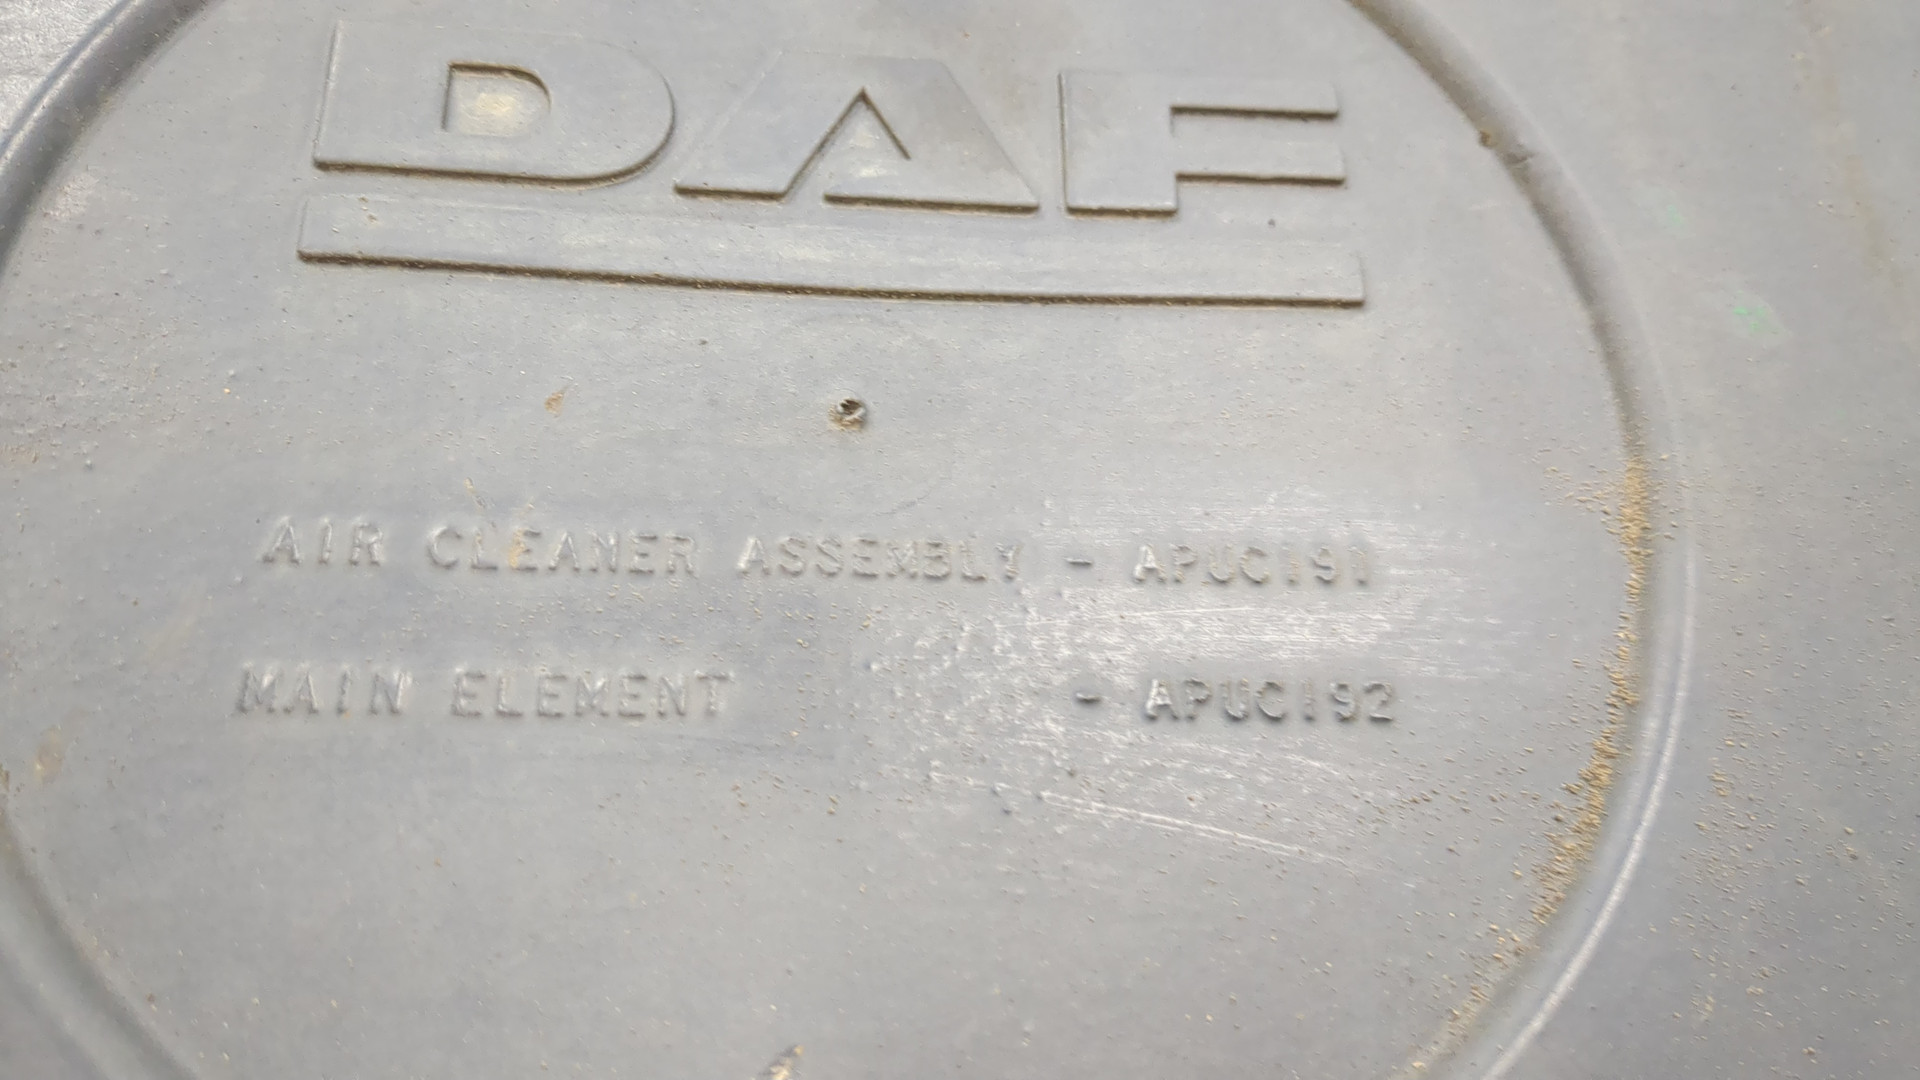 DAF
AIR CLEANER ASSEMBLY - APUC191
MAIN ELEMENT - APUC192